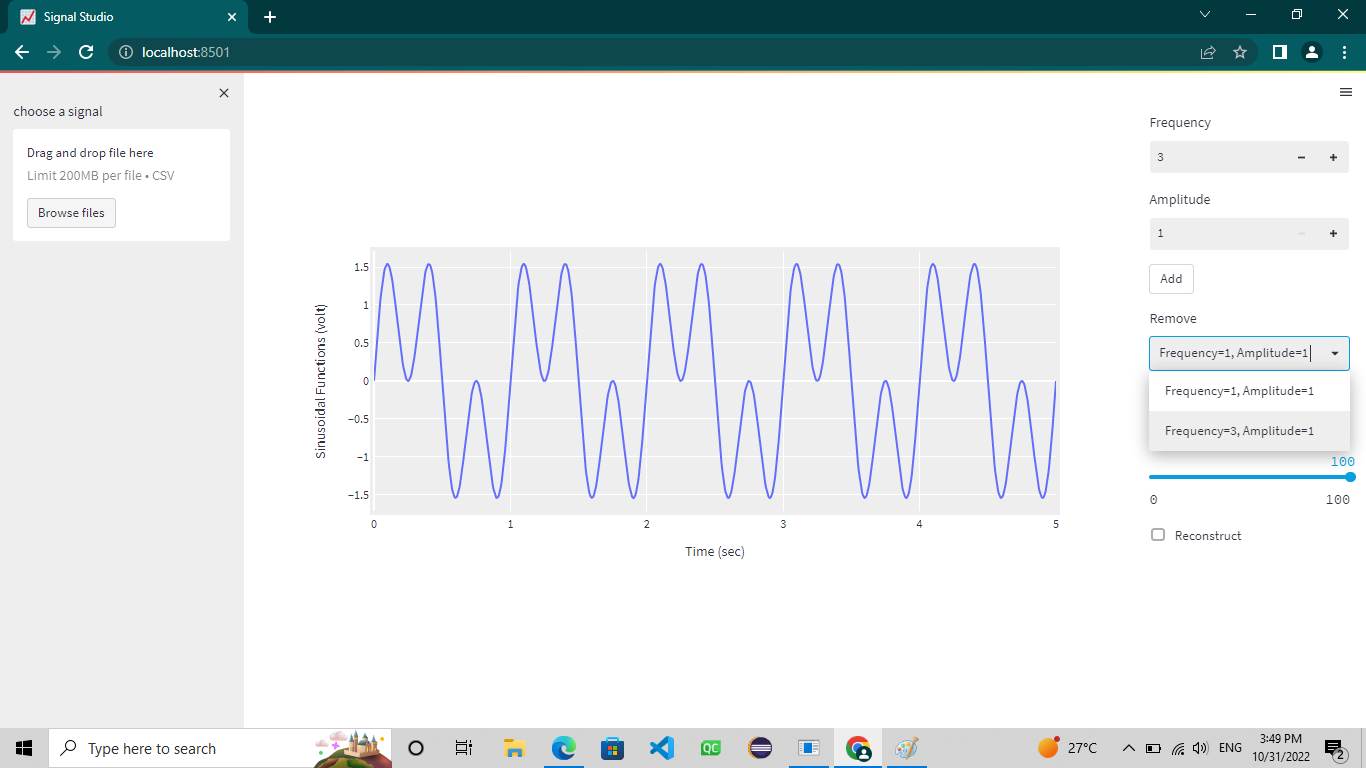 Signal Studio
localhost:8501
choose a signal
Drag and drop file here
Limit 200MB per file • CSV
Browse files
Sinusoidal Functions (volt)
1.5
1
0.5
0
−0.5
−1
−1.5
0 1 2 3 4 5
Time (sec)
Frequency
3
Amplitude
1
Add
Remove
Frequency=1, Amplitude=1
Frequency=1, Amplitude=1
Frequency=3, Amplitude=1
100
0 100
Reconstruct
Type here to search
QC
27°C
ENG
3:49 PM
10/31/2022
2